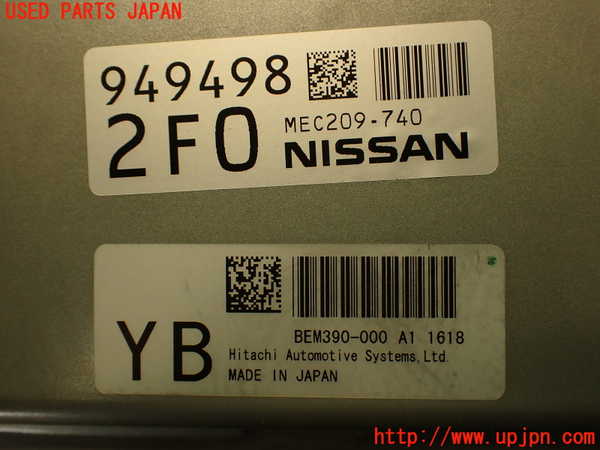 USED PARTS JAPAN
949498
2F0
MEC209-740
NISSAN
YB
BEM390-000 A1 1618
Hitachi Automotive Systems,Ltd.
MADE IN JAPAN
http://www.upjpn.com/